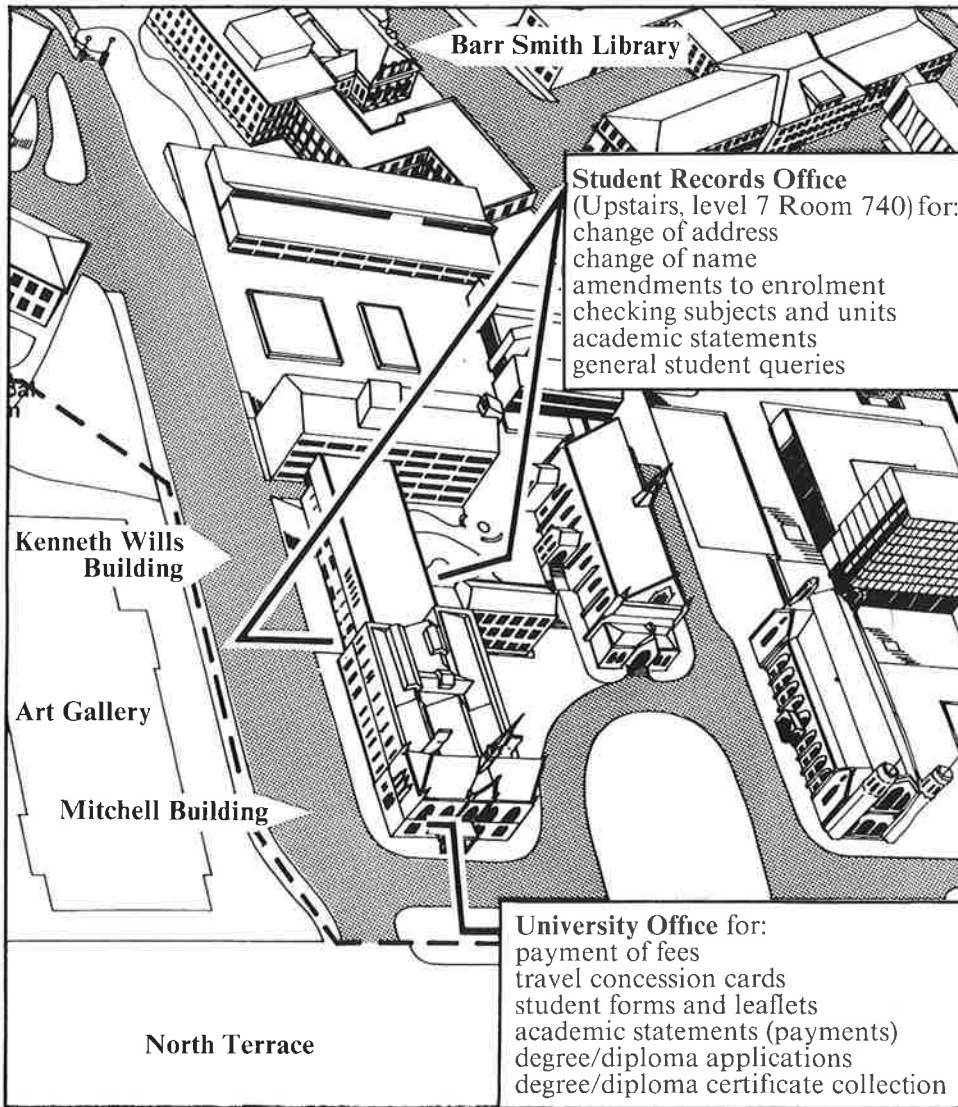 Barr Smith Library
Student Records Office
(Upstairs, level 7 Room 740) for:
change of address
change of name
amendments to enrolment
checking subjects and units
academic statements
general student queries
Kenneth Wills
Building
Art Gallery
Mitchell Building
University Office for:
payment of fees
travel concession cards
student forms and leaflets
academic statements (payments)
degree/diploma applications
degree/diploma certificate collection
North Terrace